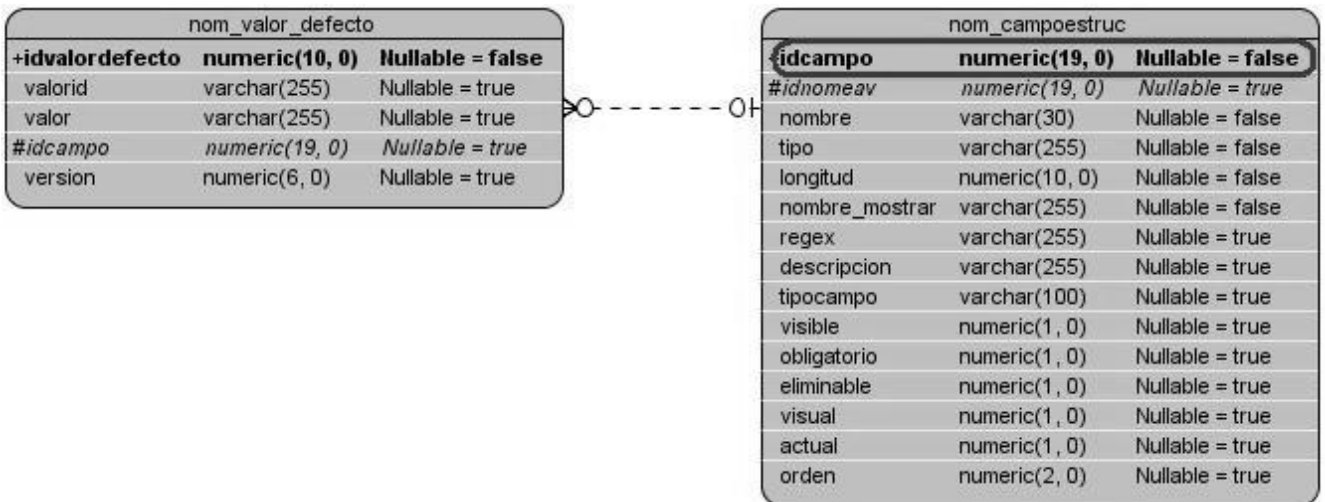 nom_valor_defecto
+idvalordefecto numeric(10, 0) Nullable = false
valorid varchar(255) Nullable = true
valor varchar(255) Nullable = true
#idcampo numeric(19, 0) Nullable = true
version numeric(6, 0) Nullable = true
nom_campoestruc
+idcampo numeric(19, 0) Nullable = false
#idnomeav numeric(19, 0) Nullable = true
nombre varchar(30) Nullable = false
tipo varchar(255) Nullable = false
longitud numeric(10, 0) Nullable = false
nombre_mostrar varchar(255) Nullable = false
regex varchar(255) Nullable = true
descripcion varchar(255) Nullable = true
tipocampo varchar(100) Nullable = true
visible numeric(1, 0) Nullable = true
obligatorio numeric(1, 0) Nullable = true
eliminable numeric(1, 0) Nullable = true
visual numeric(1, 0) Nullable = true
actual numeric(1, 0) Nullable = true
orden numeric(2, 0) Nullable = true